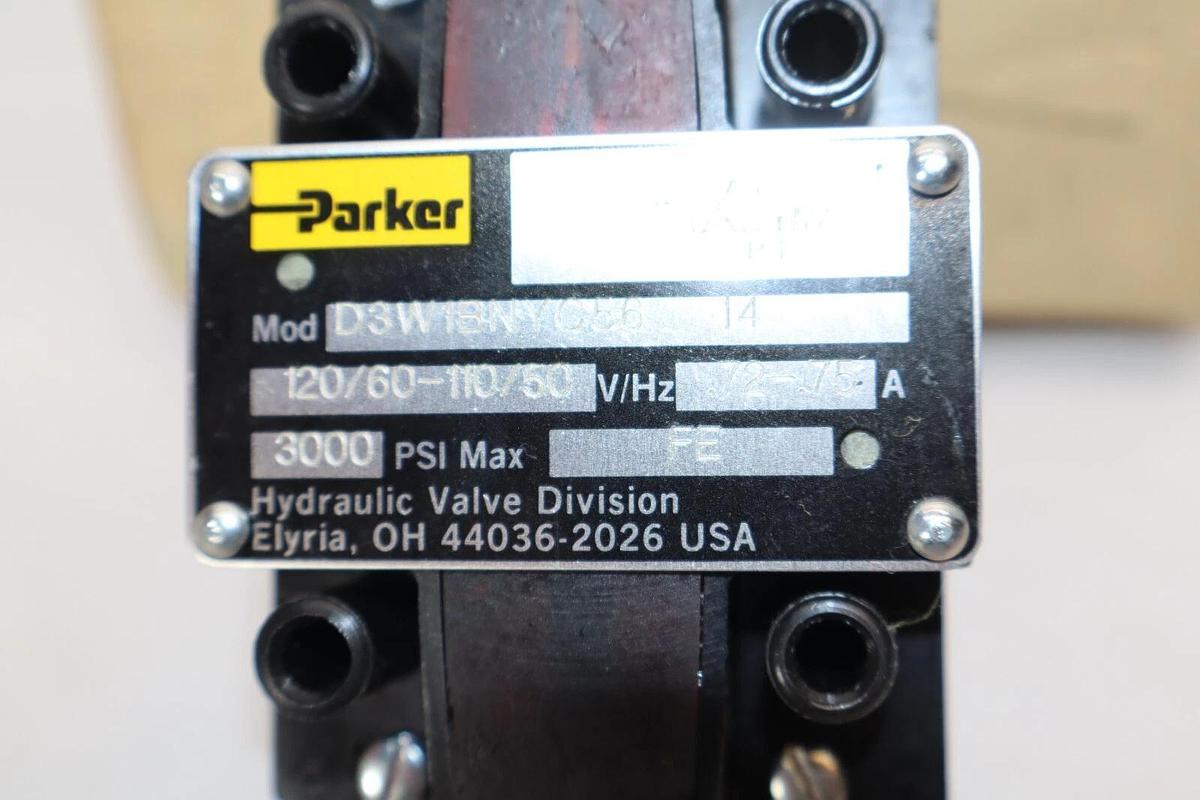 Parker
Mod D3W1BNYC56 14
120/60-110/50 V/Hz .72-.75 A
3000 PSI Max FE
Hydraulic Valve Division
Elyria, OH 44036-2026 USA